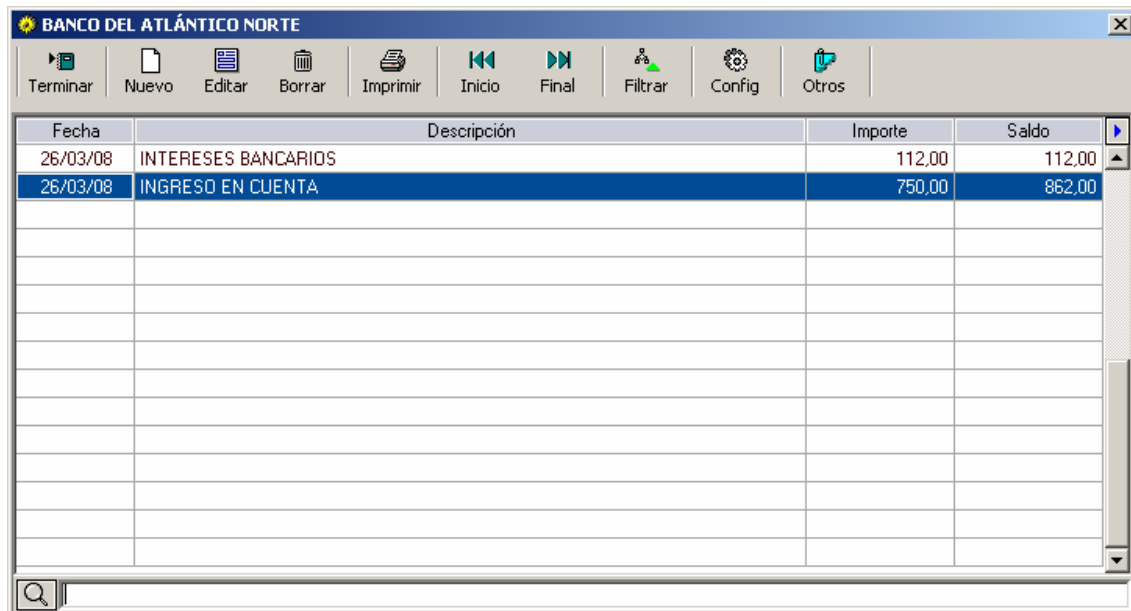 BANCO DEL ATLÁNTICO NORTE
Terminar Nuevo Editar Borrar Imprimir Inicio Final Filtrar Config Otros
Fecha Descripción Importe Saldo
26/03/08 INTERESES BANCARIOS 112,00 112,00
26/03/08 INGRESO EN CUENTA 750,00 862,00